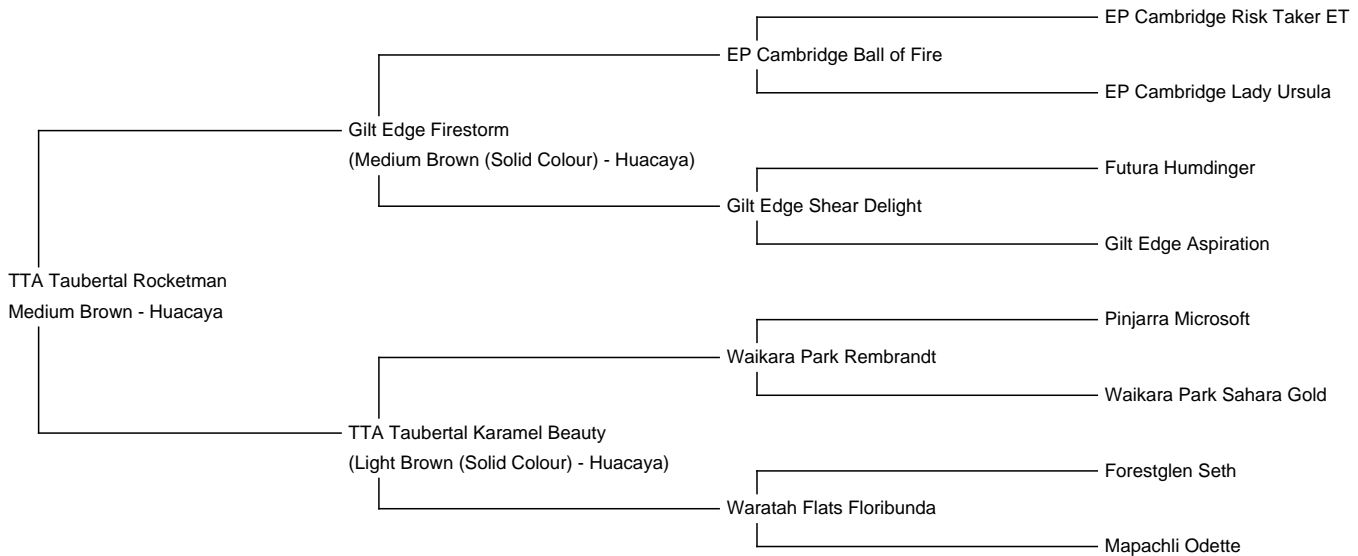 EP Cambridge Risk Taker ET
EP Cambridge Ball of Fire
EP Cambridge Lady Ursula
Gilt Edge Firestorm
(Medium Brown (Solid Colour) - Huacaya)
Futura Humdinger
Gilt Edge Shear Delight
Gilt Edge Aspiration
TTA Taubertal Rocketman
Medium Brown - Huacaya
Pinjarra Microsoft
Waikara Park Rembrandt
Waikara Park Sahara Gold
TTA Taubertal Karamel Beauty
(Light Brown (Solid Colour) - Huacaya)
Forestglen Seth
Waratah Flats Floribunda
Mapachli Odette